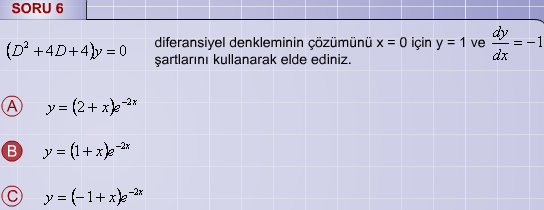 SORU 6
(D² + 4D + 4)y = 0 diferansiyel denkleminin çözümünü x = 0 için y = 1 ve dy/dx = −1
şartlarını kullanarak elde ediniz.
A y = (2 + x)e⁻²ˣ
B y = (1 + x)e⁻²ˣ
C y = (−1 + x)e⁻²ˣ